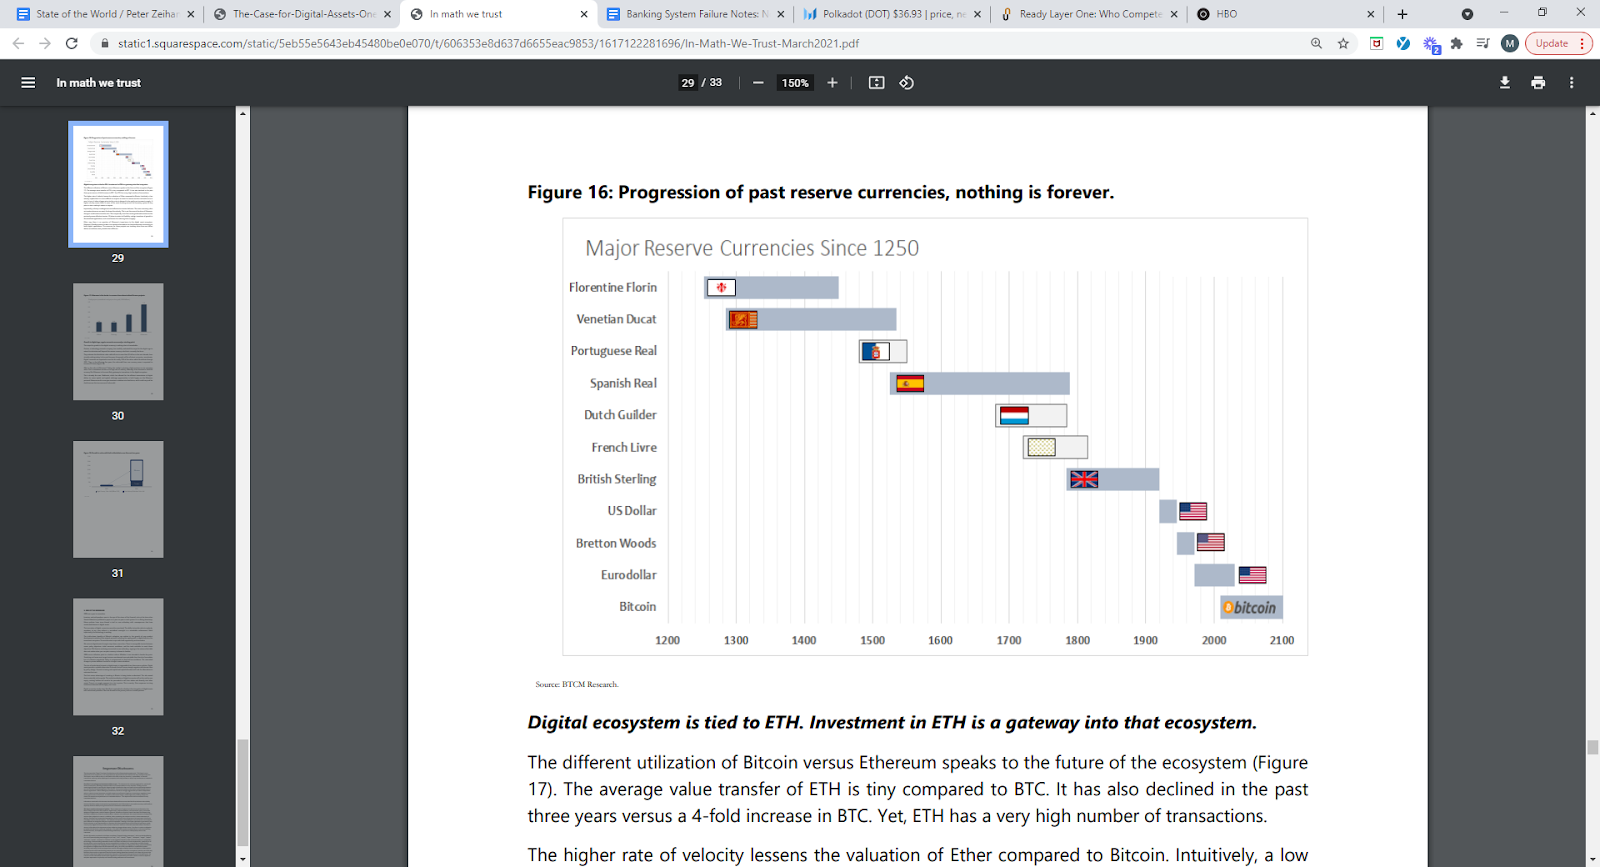 State of the World / Peter Zeihan
The-Case-for-Digital-Assets-One
In math we trust
Banking System Failure Notes: N
Polkadot (DOT) $36.93 | price, ne
Ready Layer One: Who Compete
HBO
static1.squarespace.com/static/5eb55e5643eb45480be0e070/t/606353e8d637d6655eac9853/1617122281696/In-Math-We-Trust-March2021.pdf
2
M
Update
In math we trust
29 / 33
150%
29
30
31
32
Figure 16: Progression of past reserve currencies, nothing is forever.
Major Reserve Currencies Since 1250
Florentine Florin
Venetian Ducat
Portuguese Real
Spanish Real
Dutch Guilder
French Livre
British Sterling
US Dollar
Bretton Woods
Eurodollar
Bitcoin
bitcoin
1200 1300 1400 1500 1600 1700 1800 1900 2000 2100
Source: BTCM Research.
Digital ecosystem is tied to ETH. Investment in ETH is a gateway into that ecosystem.
The different utilization of Bitcoin versus Ethereum speaks to the future of the ecosystem (Figure
17). The average value transfer of ETH is tiny compared to BTC. It has also declined in the past
three years versus a 4-fold increase in BTC. Yet, ETH has a very high number of transactions.
The higher rate of velocity lessens the valuation of Ether compared to Bitcoin. Intuitively, a low